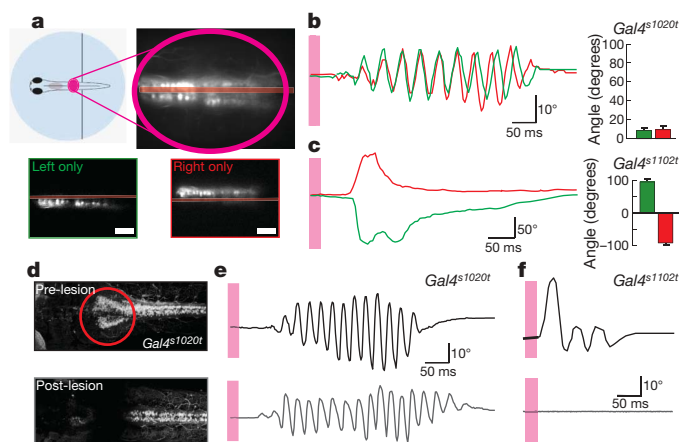 a
Left only
Right only
b
10°
50 ms
Gal4s1020t
Angle (degrees)
100
80
60
40
20
0
c
50°
50 ms
Gal4s1102t
Angle (degrees)
100
0
−100
d
Pre-lesion
Gal4s1020t
Post-lesion
e
Gal4s1020t
10°
50 ms
f
Gal4s1102t
10°
50 ms